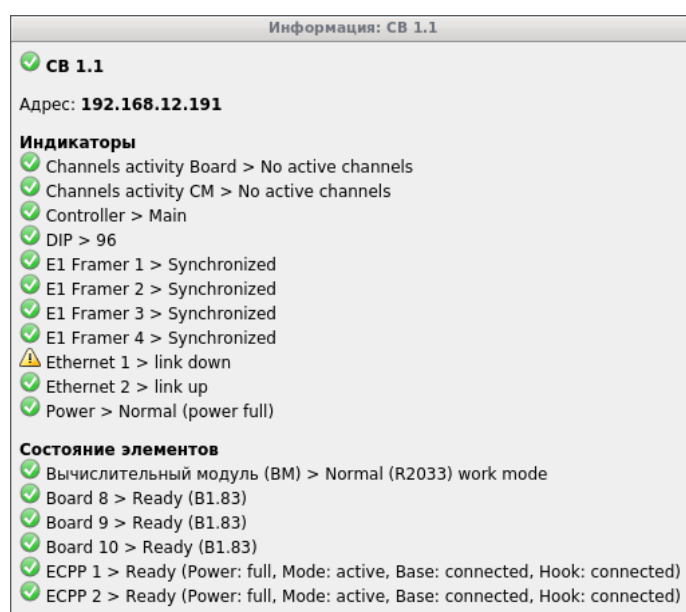 Информация: СВ 1.1
СВ 1.1
Адрес: 192.168.12.191
Индикаторы
Channels activity Board > No active channels
Channels activity CM > No active channels
Controller > Main
DIP > 96
E1 Framer 1 > Synchronized
E1 Framer 2 > Synchronized
E1 Framer 3 > Synchronized
E1 Framer 4 > Synchronized
Ethernet 1 > link down
Ethernet 2 > link up
Power > Normal (power full)
Состояние элементов
Вычислительный модуль (ВМ) > Normal (R2033) work mode
Board 8 > Ready (B1.83)
Board 9 > Ready (B1.83)
Board 10 > Ready (B1.83)
ECPP 1 > Ready (Power: full, Mode: active, Base: connected, Hook: connected)
ECPP 2 > Ready (Power: full, Mode: active, Base: connected, Hook: connected)